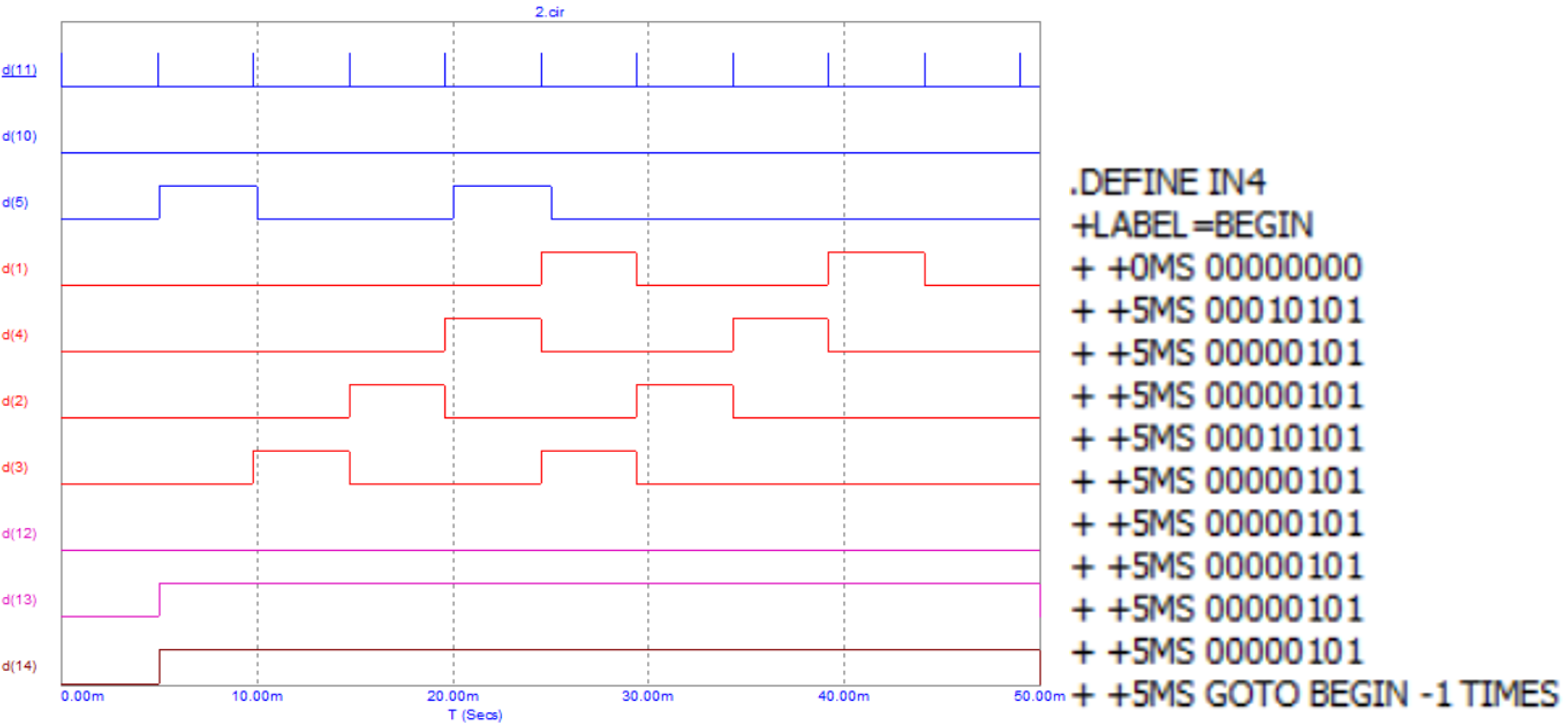 2.cir
d(11)
d(10)
d(5)
d(1)
d(4)
d(2)
d(3)
d(12)
d(13)
d(14)
0.00m 10.00m 20.00m 30.00m 40.00m 50.00m
T (Secs)
.DEFINE IN4
+LABEL=BEGIN
+ +0MS 00000000
+ +5MS 00010101
+ +5MS 00000101
+ +5MS 00000101
+ +5MS 00010101
+ +5MS 00000101
+ +5MS 00000101
+ +5MS 00000101
+ +5MS 00000101
+ +5MS 00000101
+ +5MS GOTO BEGIN -1 TIMES